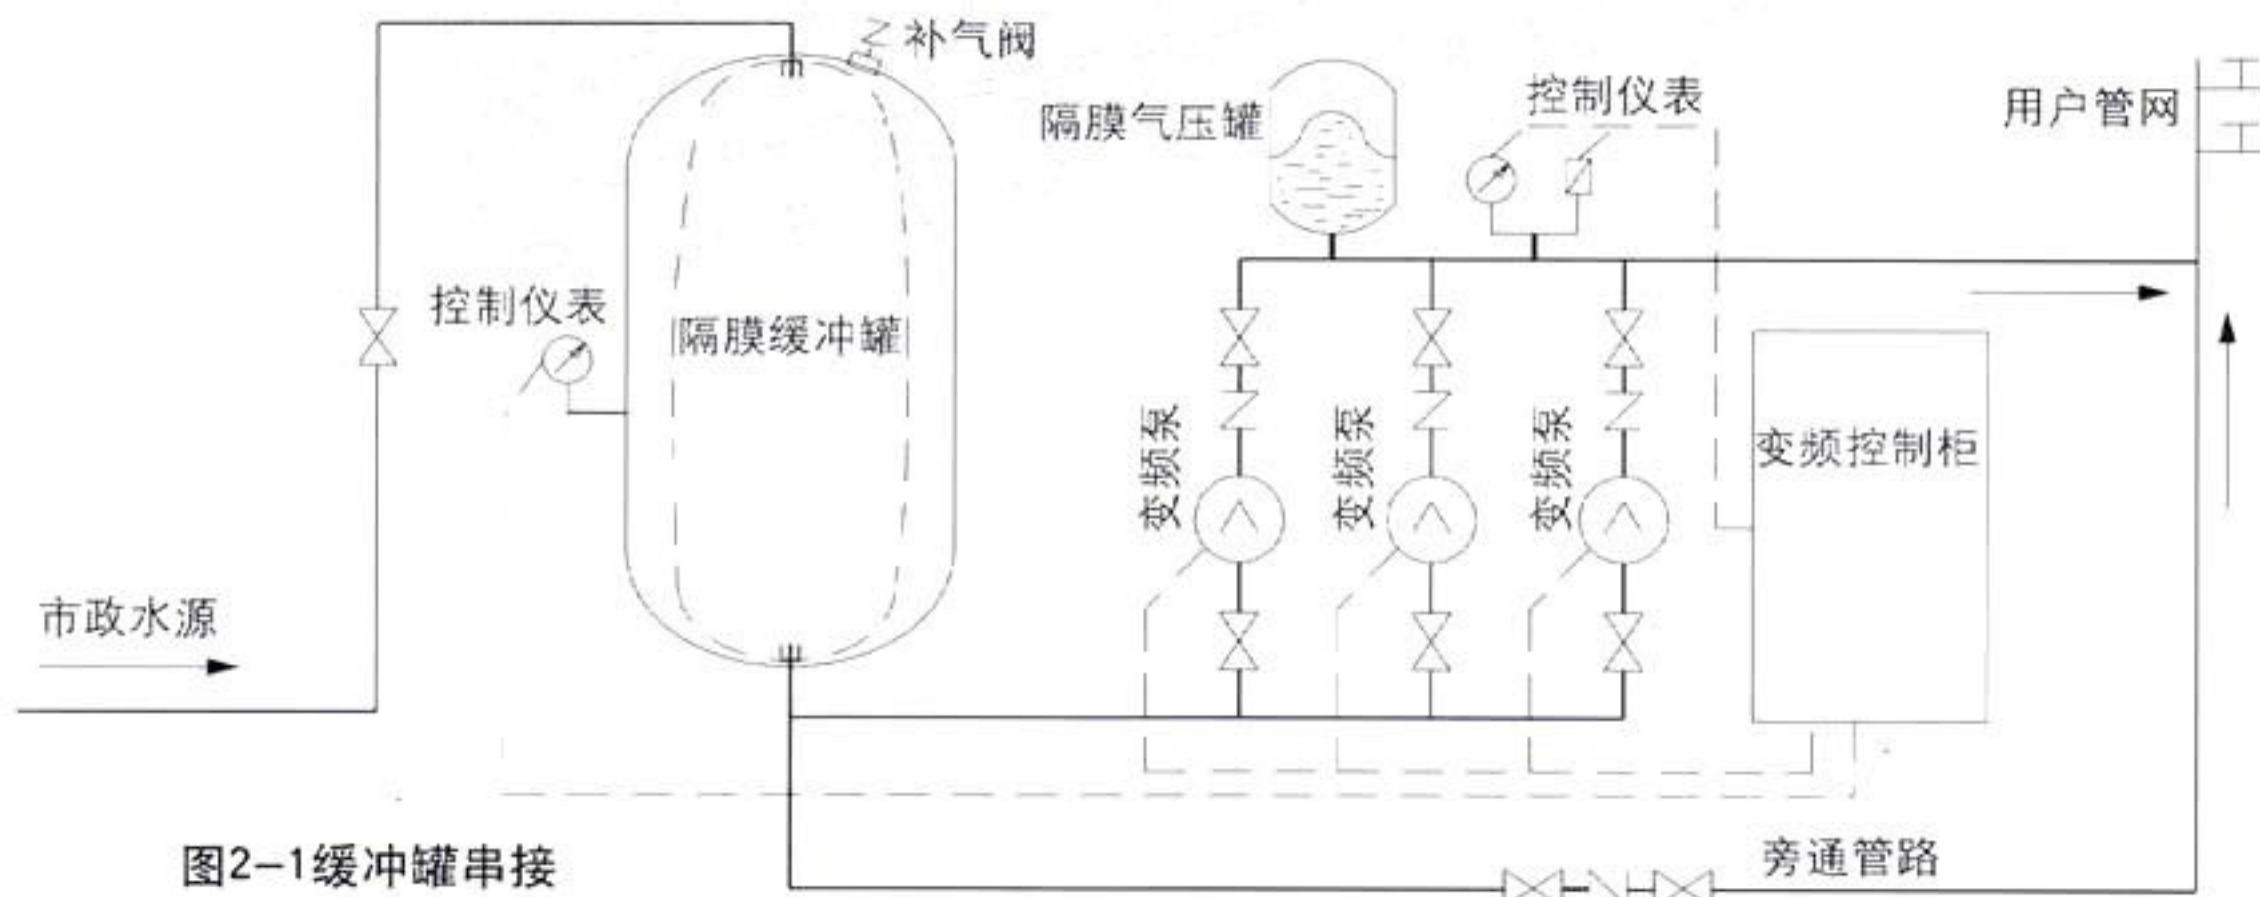 补气阀
隔膜气压罐
控制仪表
用户管网
控制仪表
隔膜缓冲罐
变频泵
变频泵
变频泵
变频控制柜
市政水源
图2-1缓冲罐串接
旁通管路